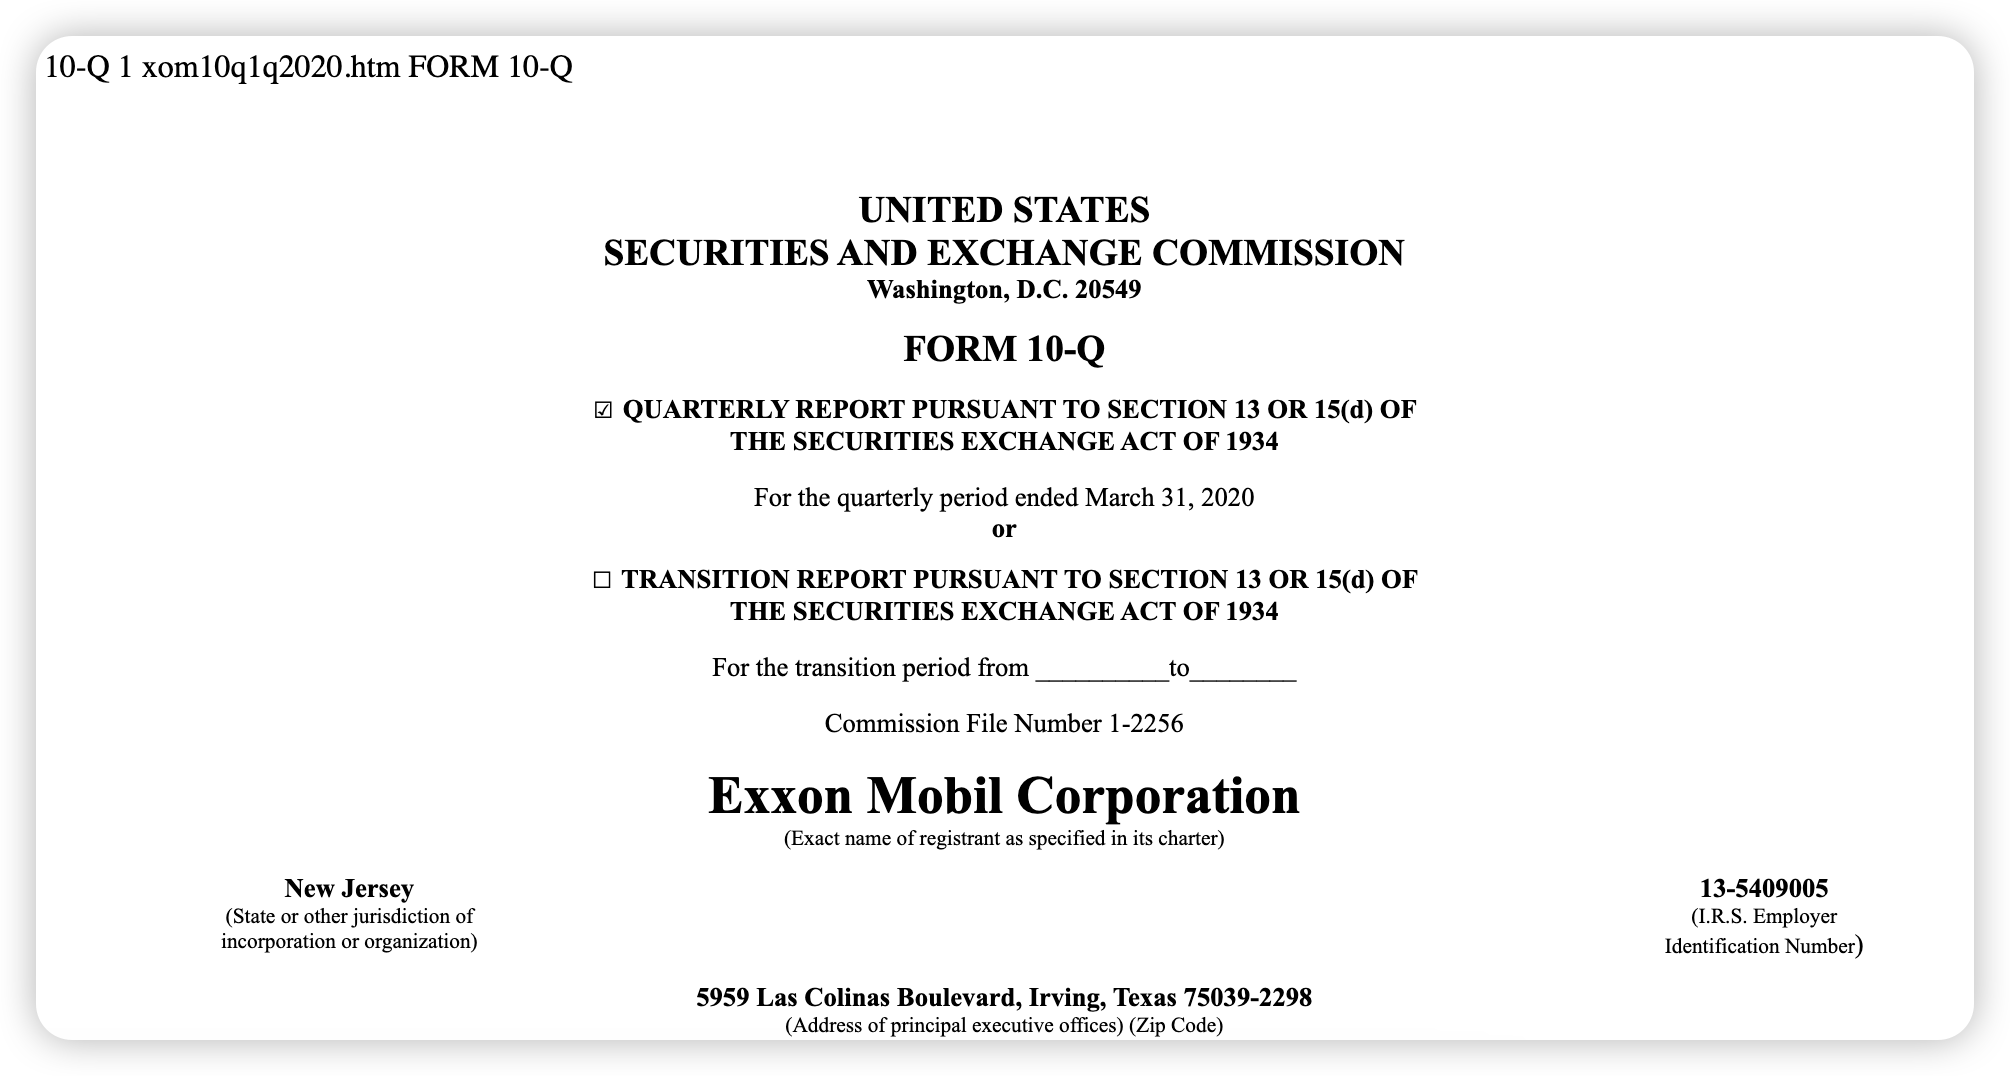 10-Q 1 xom10q1q2020.htm FORM 10-Q
UNITED STATES
SECURITIES AND EXCHANGE COMMISSION
Washington, D.C. 20549
FORM 10-Q
☑ QUARTERLY REPORT PURSUANT TO SECTION 13 OR 15(d) OF
THE SECURITIES EXCHANGE ACT OF 1934
For the quarterly period ended March 31, 2020
or
☐ TRANSITION REPORT PURSUANT TO SECTION 13 OR 15(d) OF
THE SECURITIES EXCHANGE ACT OF 1934
For the transition period from __________to________
Commission File Number 1-2256
Exxon Mobil Corporation
(Exact name of registrant as specified in its charter)
New Jersey
(State or other jurisdiction of
incorporation or organization)
13-5409005
(I.R.S. Employer
Identification Number)
5959 Las Colinas Boulevard, Irving, Texas 75039-2298
(Address of principal executive offices) (Zip Code)